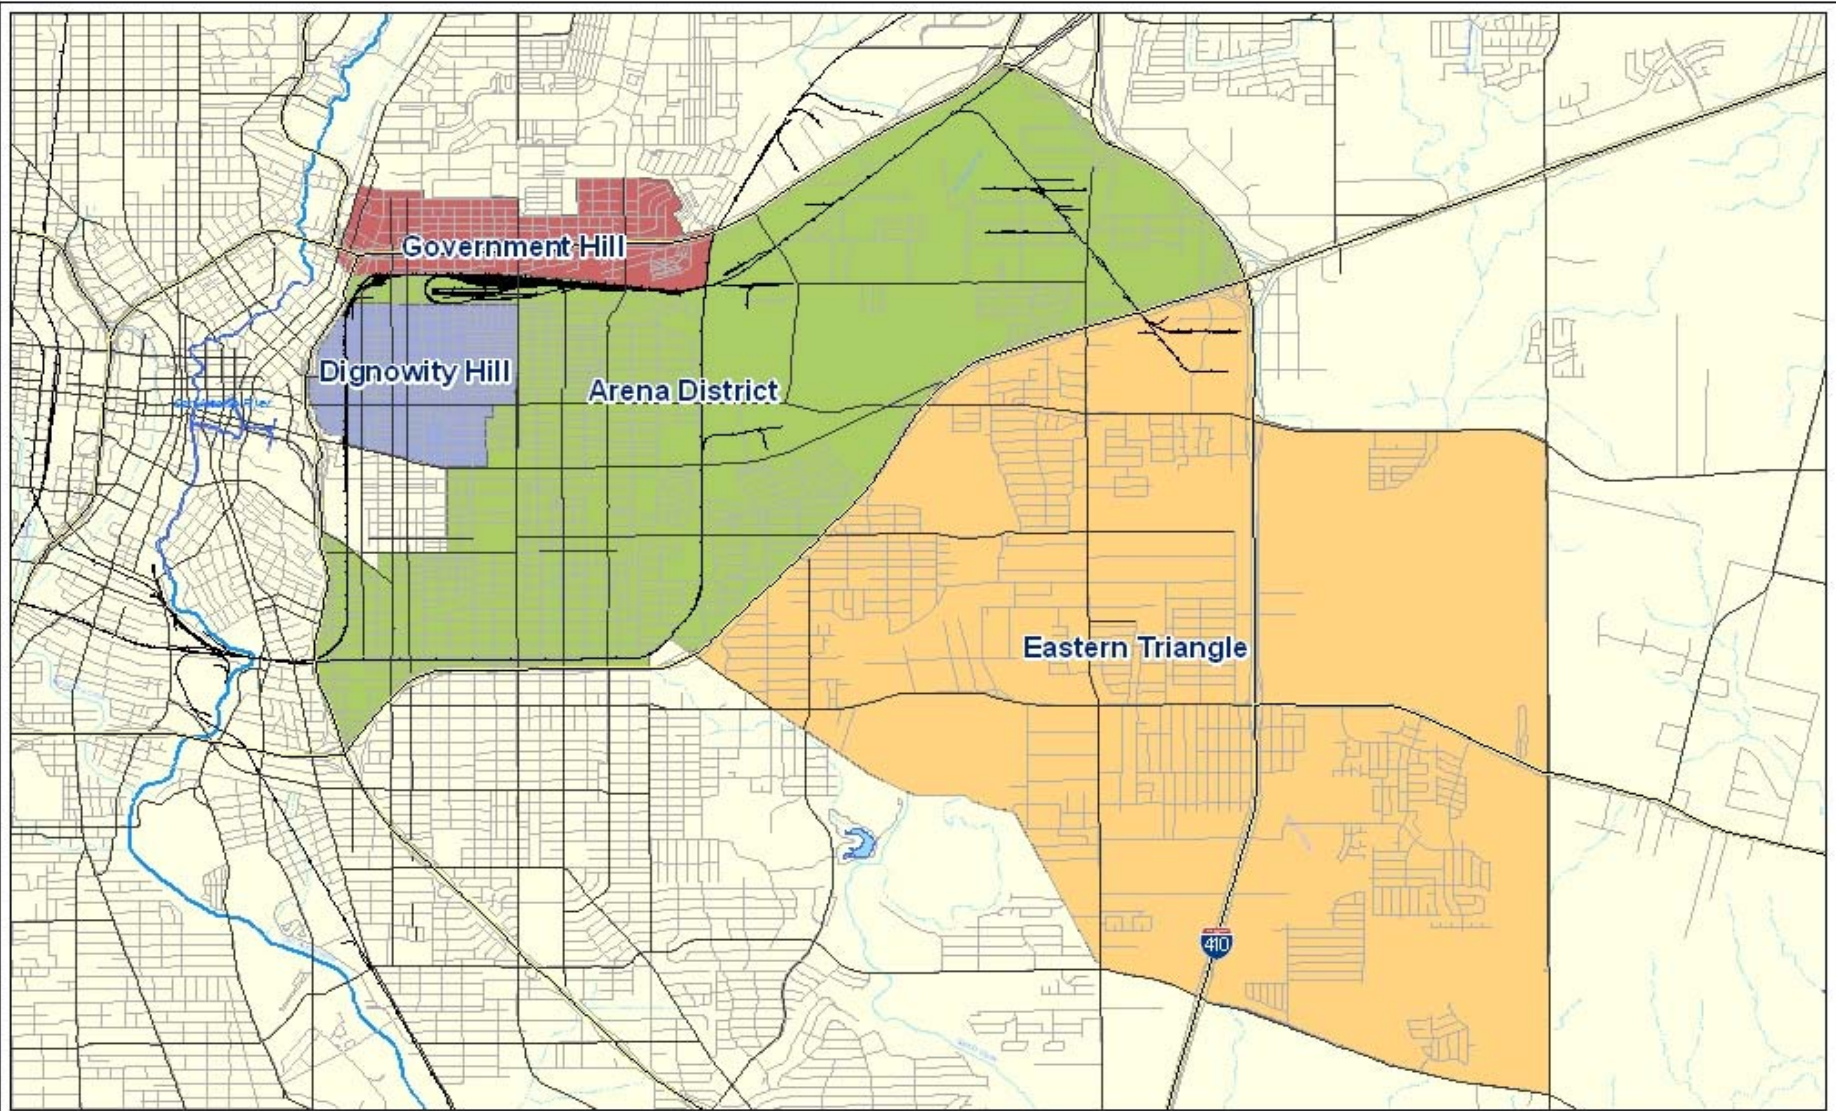 Government Hill
Dignowity Hill
Arena District
Eastern Triangle
410